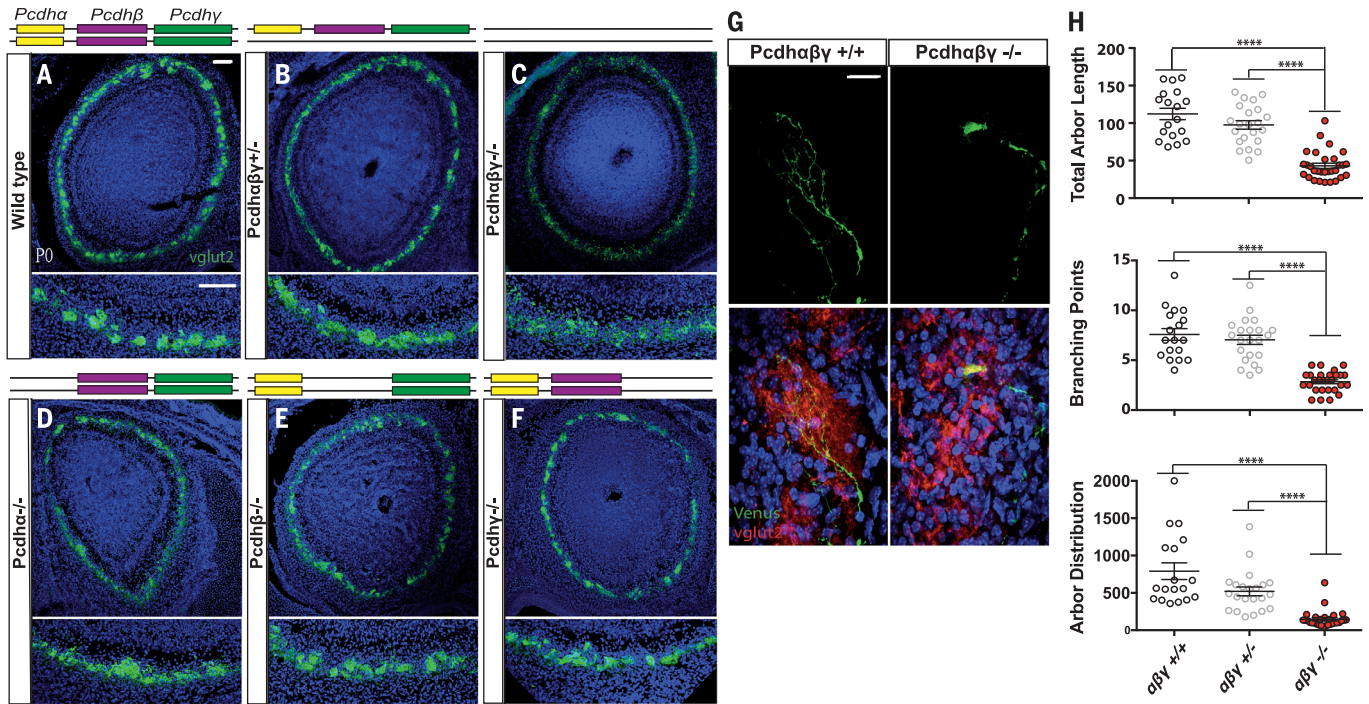 Pcdhα Pcdhβ Pcdhγ
Wild type
A
P0
vglut2
Pcdhαβγ+/-
B
Pcdhαβγ-/-
C
Pcdhα-/-
D
Pcdhβ-/-
E
Pcdhγ-/-
F
G
Pcdhαβγ +/+ Pcdhαβγ -/-
Venus
vglut2
H
Total Arbor Length
200
150
100
50
0
****
****
Branching Points
15
10
5
0
****
****
Arbor Distribution
2000
1500
1000
500
0
****
****
αβγ +/+ αβγ +/- αβγ -/-